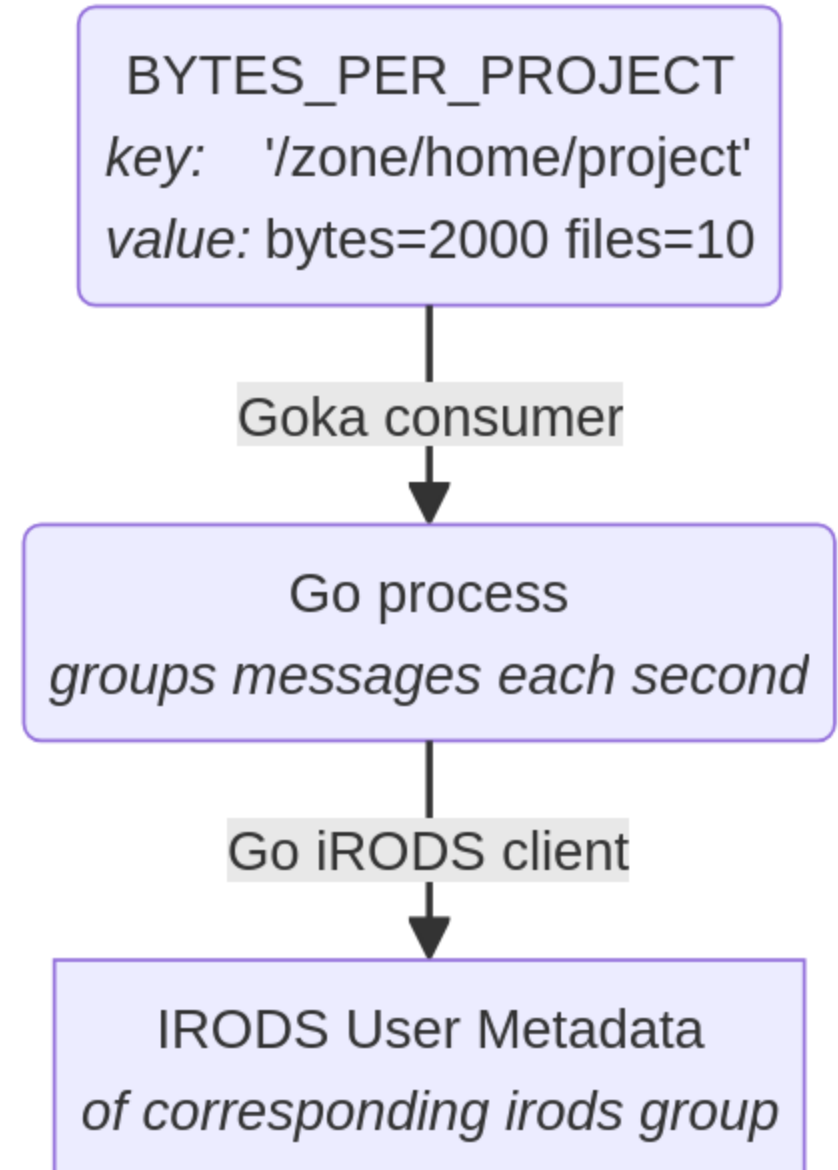 BYTES_PER_PROJECT
key: '/zone/home/project'
value: bytes=2000 files=10
Goka consumer
Go process
groups messages each second
Go iRODS client
IRODS User Metadata
of corresponding irods group